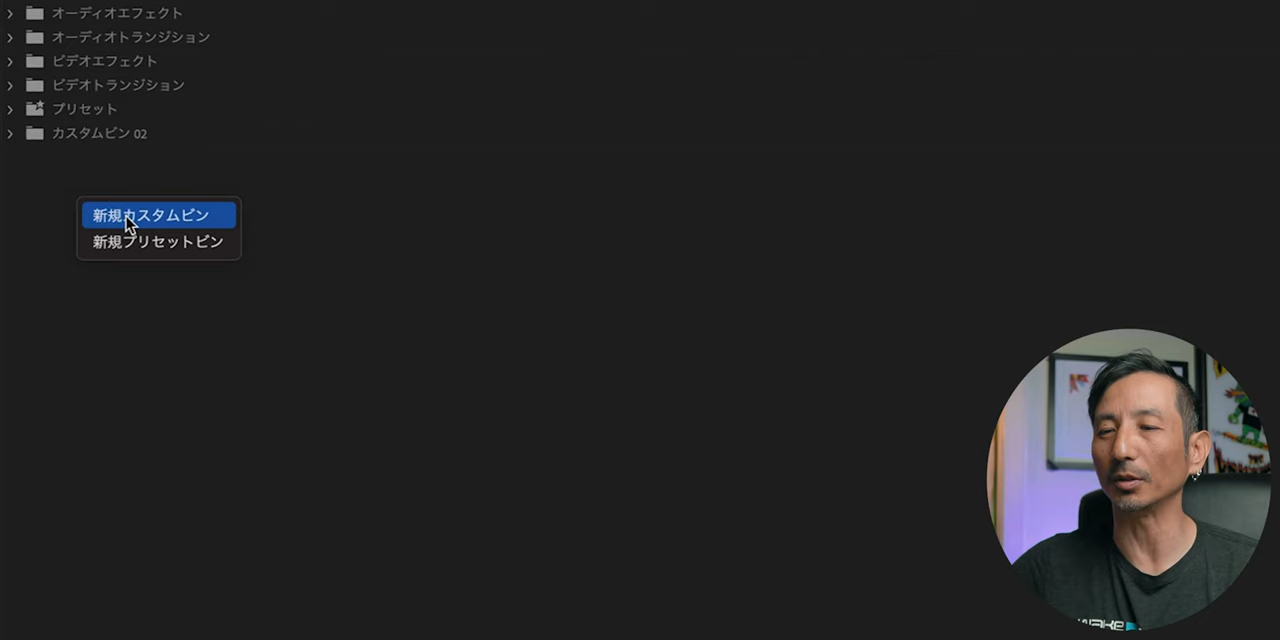 オーディオエフェクト
オーディオトランジション
ビデオエフェクト
ビデオトランジション
プリセット
カスタムビン 02
新規カスタムビン
新規プリセットビン